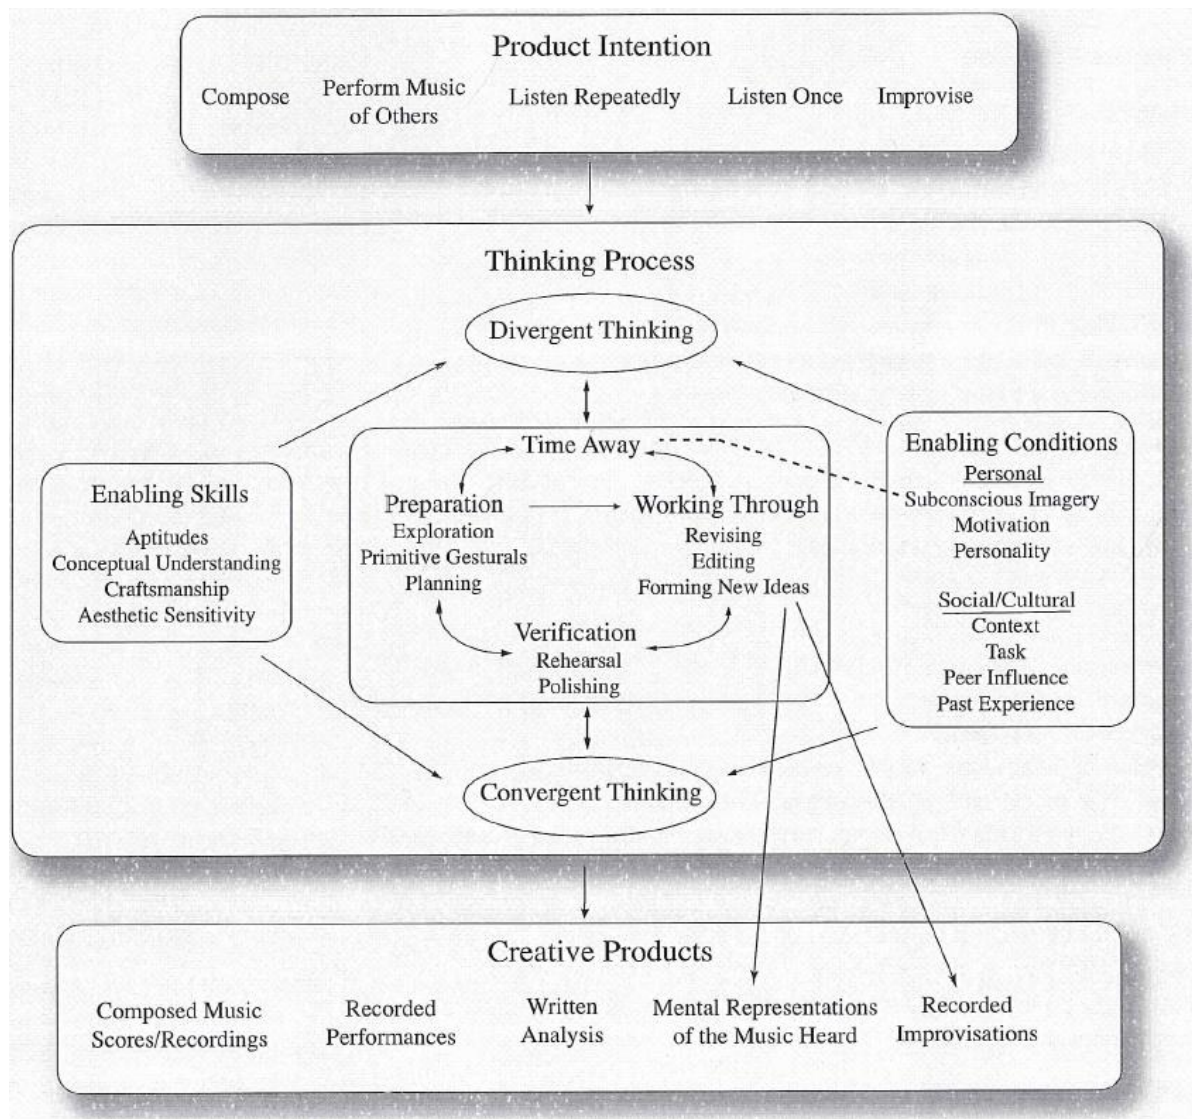 Product Intention
Compose
Perform Music
of Others
Listen Repeatedly
Listen Once
Improvise
Thinking Process
Divergent Thinking
Enabling Skills
Aptitudes
Conceptual Understanding
Craftsmanship
Aesthetic Sensitivity
Time Away
Preparation
Exploration
Primitive Gesturals
Planning
Working Through
Revising
Editing
Forming New Ideas
Verification
Rehearsal
Polishing
Enabling Conditions
Personal
Subconscious Imagery
Motivation
Personality
Social/Cultural
Context
Task
Peer Influence
Past Experience
Convergent Thinking
Creative Products
Composed Music
Scores/Recordings
Recorded
Performances
Written
Analysis
Mental Representations
of the Music Heard
Recorded
Improvisations